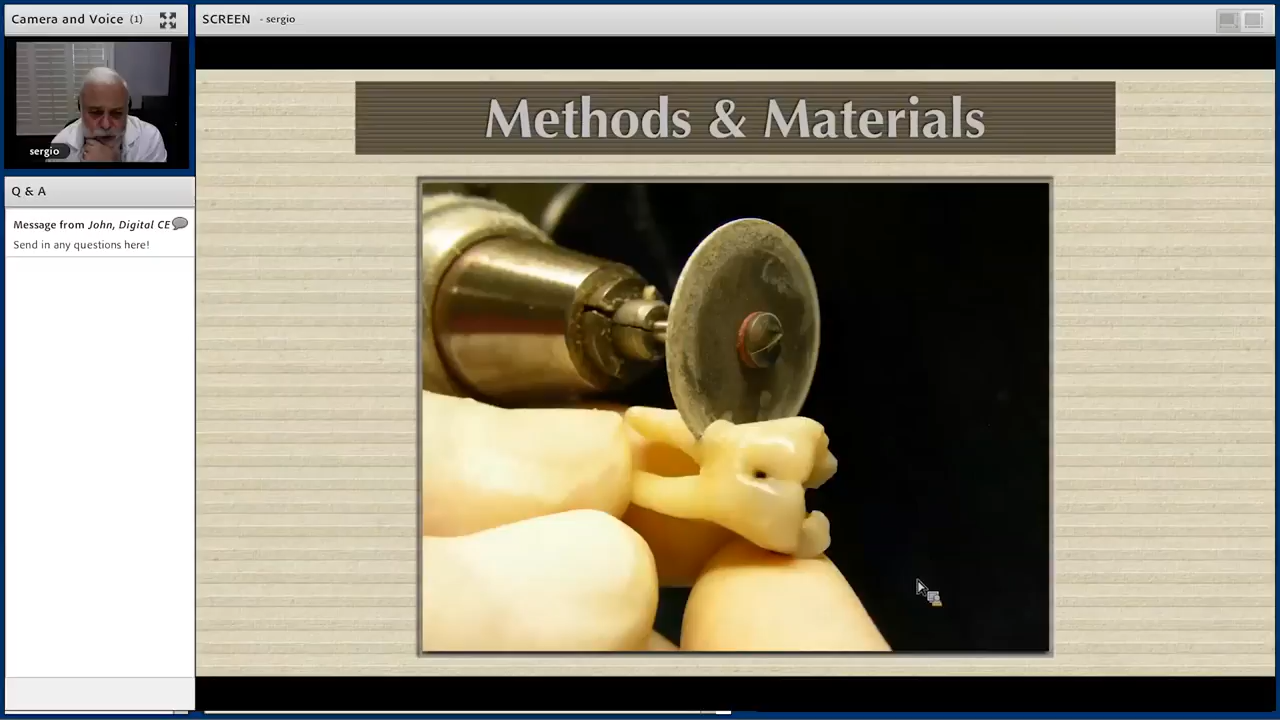 Camera and Voice (1)
SCREEN - sergio
sergio
Q & A
Message from John, Digital CE
Send in any questions here!
Methods & Materials